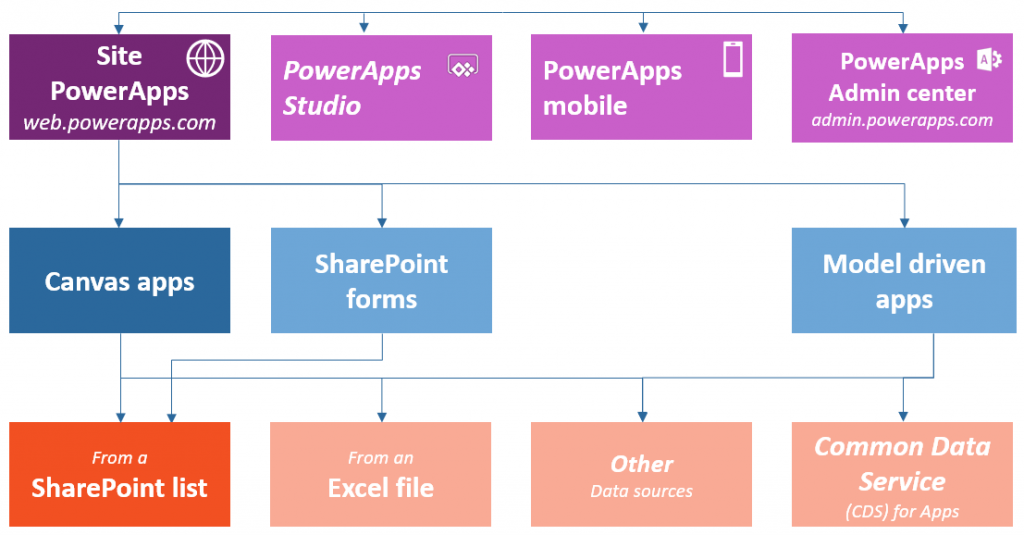 Site
PowerApps
web.powerapps.com
PowerApps
Studio
PowerApps
mobile
PowerApps
A
Admin center
admin.powerapps.com
Canvas apps
SharePoint
forms
Model driven
apps
From a
SharePoint list
From an
Excel file
Other
Data sources
Common Data
Service
(CDS) for Apps